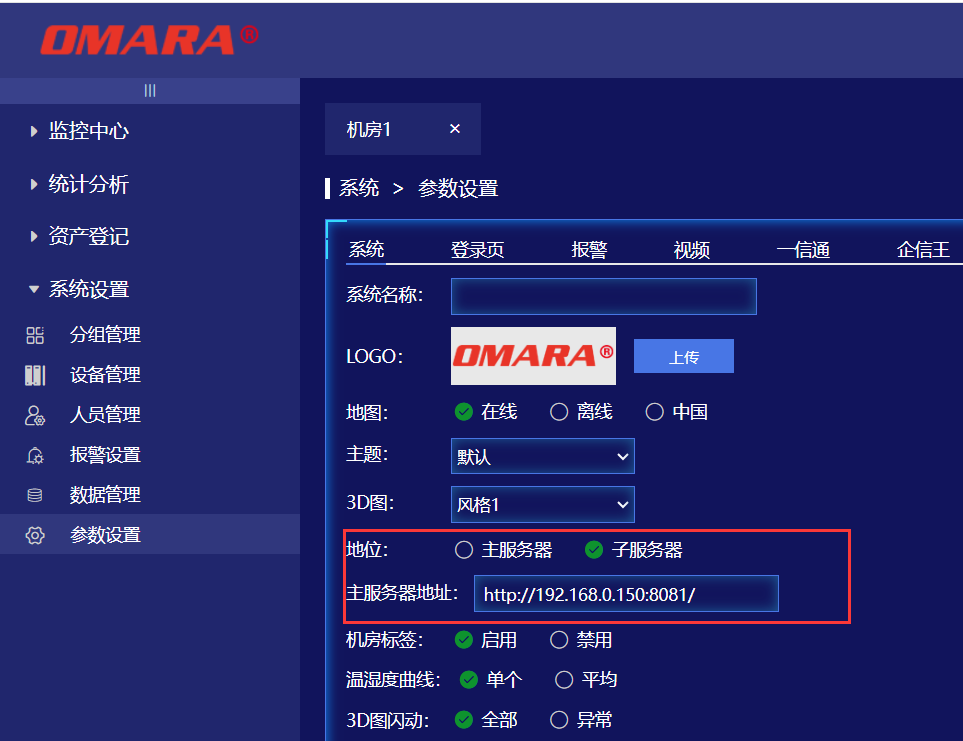 OMARA®
监控中心
统计分析
资产登记
系统设置
分组管理
设备管理
人员管理
报警设置
数据管理
参数设置
机房1 ×
系统 > 参数设置
系统 登录页 报警 视频 一信通 企信王
系统名称:
LOGO: OMARA® 上传
地图: 在线 离线 中国
主题: 默认
3D图: 风格1
地位: 主服务器 子服务器
主服务器地址: http://192.168.0.150:8081/
机房标签: 启用 禁用
温湿度曲线: 单个 平均
3D图闪动: 全部 异常